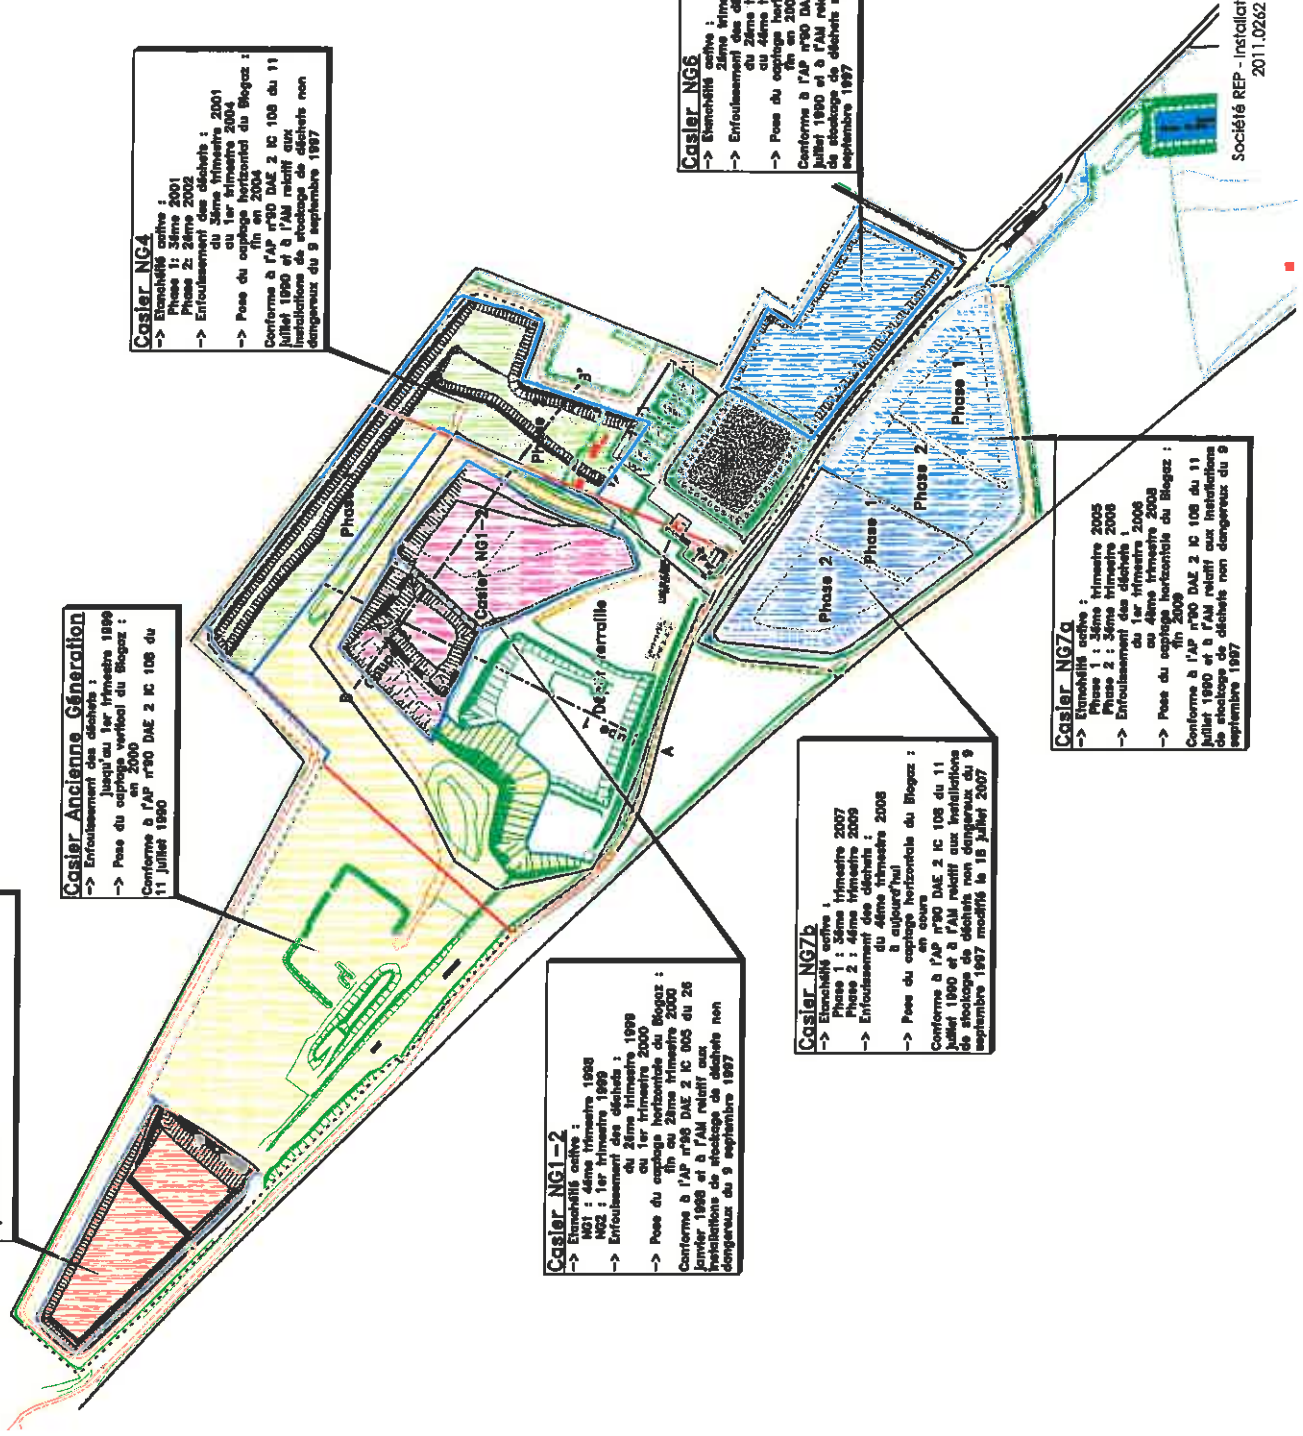 Casier Ancienne Géneration
-> Enfouissement des déchets :
jusqu'au 1er trimestre 1999
-> Pose du captage vertical du Biogaz :
en 2000
Conforme à l'AP n°90 DAE 2 IC 108 du
11 juillet 1990
Casier NG4
-> Etanchéité active :
Phase 1: 3ème 2001
Phase 2: 2ème 2002
-> Enfouissement des déchets :
du 3ème trimestre 2001
au 1er trimestre 2004
-> Pose du captage horizontal du Biogaz :
fin en 2004
Conforme à l'AP n°90 DAE 2 IC 108 du 11
juillet 1990 et à l'AM relatif aux
installations de stockage de déchets non
dangereux du 9 septembre 1997
Casier NG6
-> Etanchéité active :
2ème trim
-> Enfouissement des dé
du 2ème t
au 4ème t
-> Pose du captage hor
fin en 200
Conforme à l'AP n°90 DA
juillet 1990 et à l'AM rel
de stockage de déchets n
septembre 1997
Casier NG1-2
-> Etanchéité active :
NG1 : 4ème trimestre 1998
NG2 : 1er trimestre 1999
-> Enfouissement des déchets :
du 2ème trimestre 1999
au 1er trimestre 2000
-> Pose du captage horizontale du Biogaz :
fin au 2ème trimestre 2000
Conforme à l'AP n°98 DAE 2 IC 005 du 26
janvier 1998 et à l'AM relatif aux
installations de stockage de déchets non
dangereux du 9 septembre 1997
Casier NG7b
-> Etanchéité active :
Phase 1 : 3ème trimestre 2007
Phase 2 : 4ème trimestre 2009
-> Enfouissement des déchets :
du 4ème trimestre 2008
à aujourd'hui
-> Pose du captage horizontale du Biogaz :
en cours
Conforme à l'AP n°90 DAE 2 IC 108 du 11
juillet 1990 et à l'AM relatif aux installations
de stockage de déchets non dangereux du 9
septembre 1997 modifié le 18 juillet 2007
Casier NG7a
-> Etanchéité active :
Phase 1 : 3ème trimestre 2005
Phase 2 : 3ème trimestre 2006
-> Enfouissement des déchets :
du 1er trimestre 2006
au 4ème trimestre 2008
-> Pose du captage horizontale du Biogaz :
fin 2009
Conforme à l'AP n°90 DAE 2 IC 108 du 11
juillet 1990 et à l'AM relatif aux installations
de stockage de déchets non dangereux du 9
septembre 1997
Phase
Phase
B
B'
Casier NG1-2
A
Phase 2
Phase 1
Phase 2
Phase 1
Société REP - Installat
2011.0262